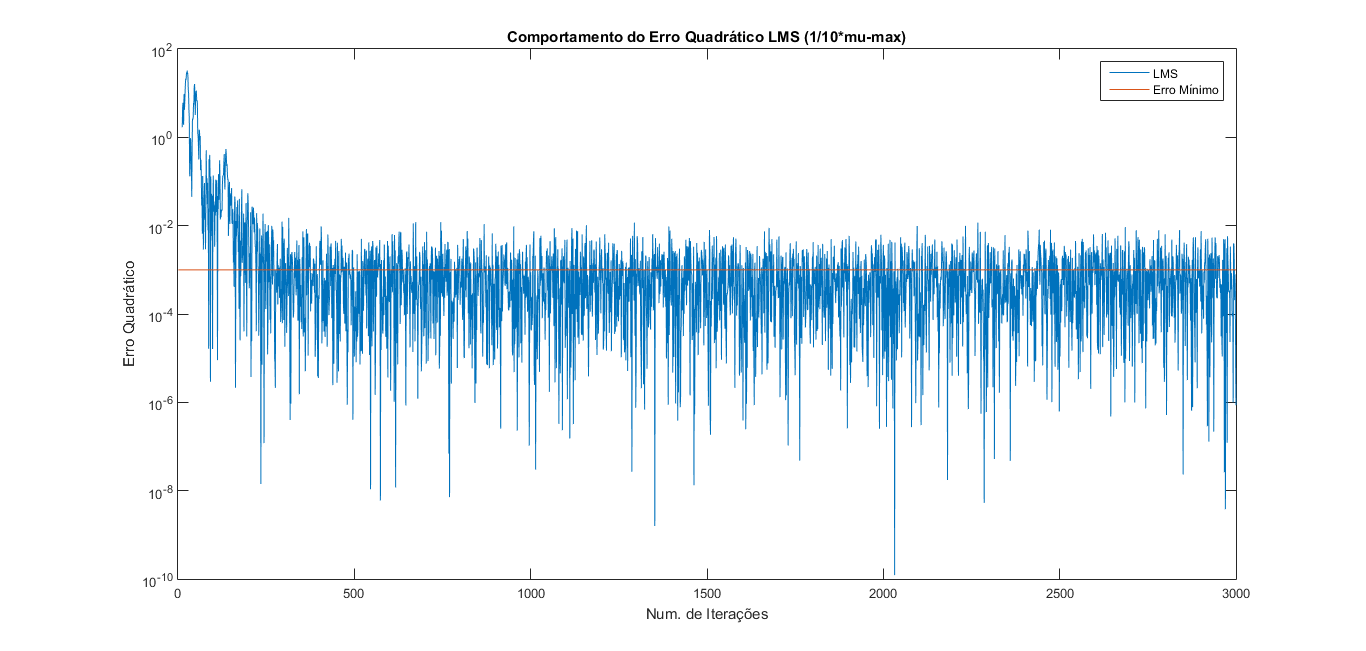 Comportamento do Erro Quadrático LMS (1/10*mu-max)
LMS
Erro Mínimo
Erro Quadrático
10^2
10^0
10^-2
10^-4
10^-6
10^-8
10^-10
0 500 1000 1500 2000 2500 3000
Num. de Iterações